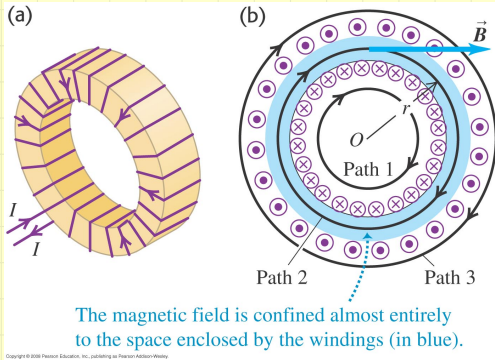 (a)
(b)
B
r
O
Path 1
I
I
Path 2
Path 3
The magnetic field is confined almost entirely
to the space enclosed by the windings (in blue).
Copyright © 2008 Pearson Education, Inc., publishing as Pearson Addison-Wesley.